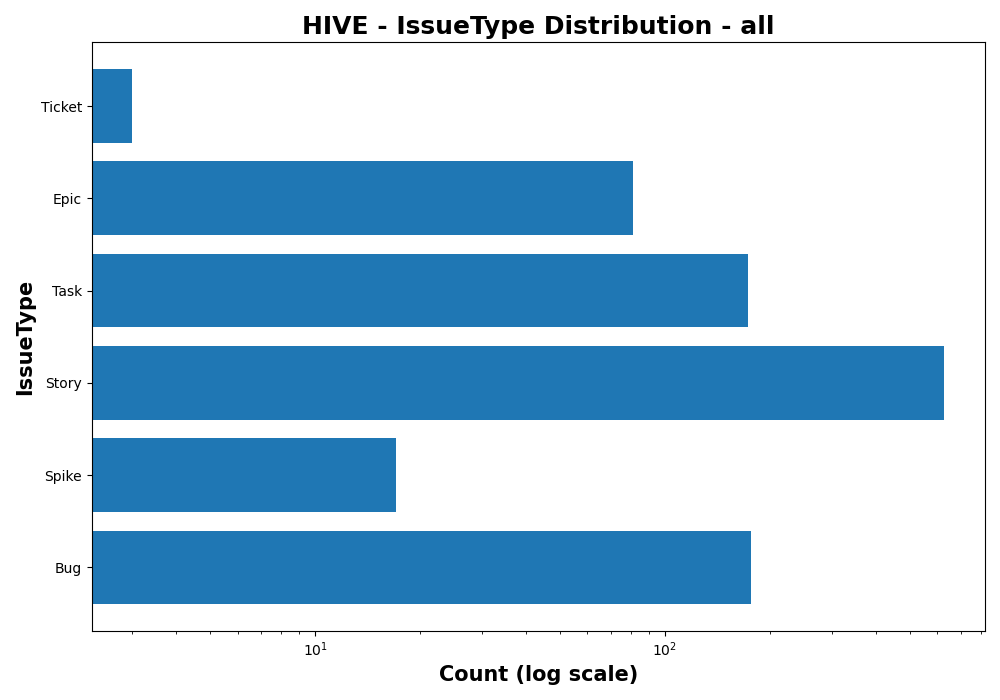 HIVE - IssueType Distribution - all
Ticket
Epic
Task
Story
Spike
Bug
IssueType
10¹
10²
Count (log scale)